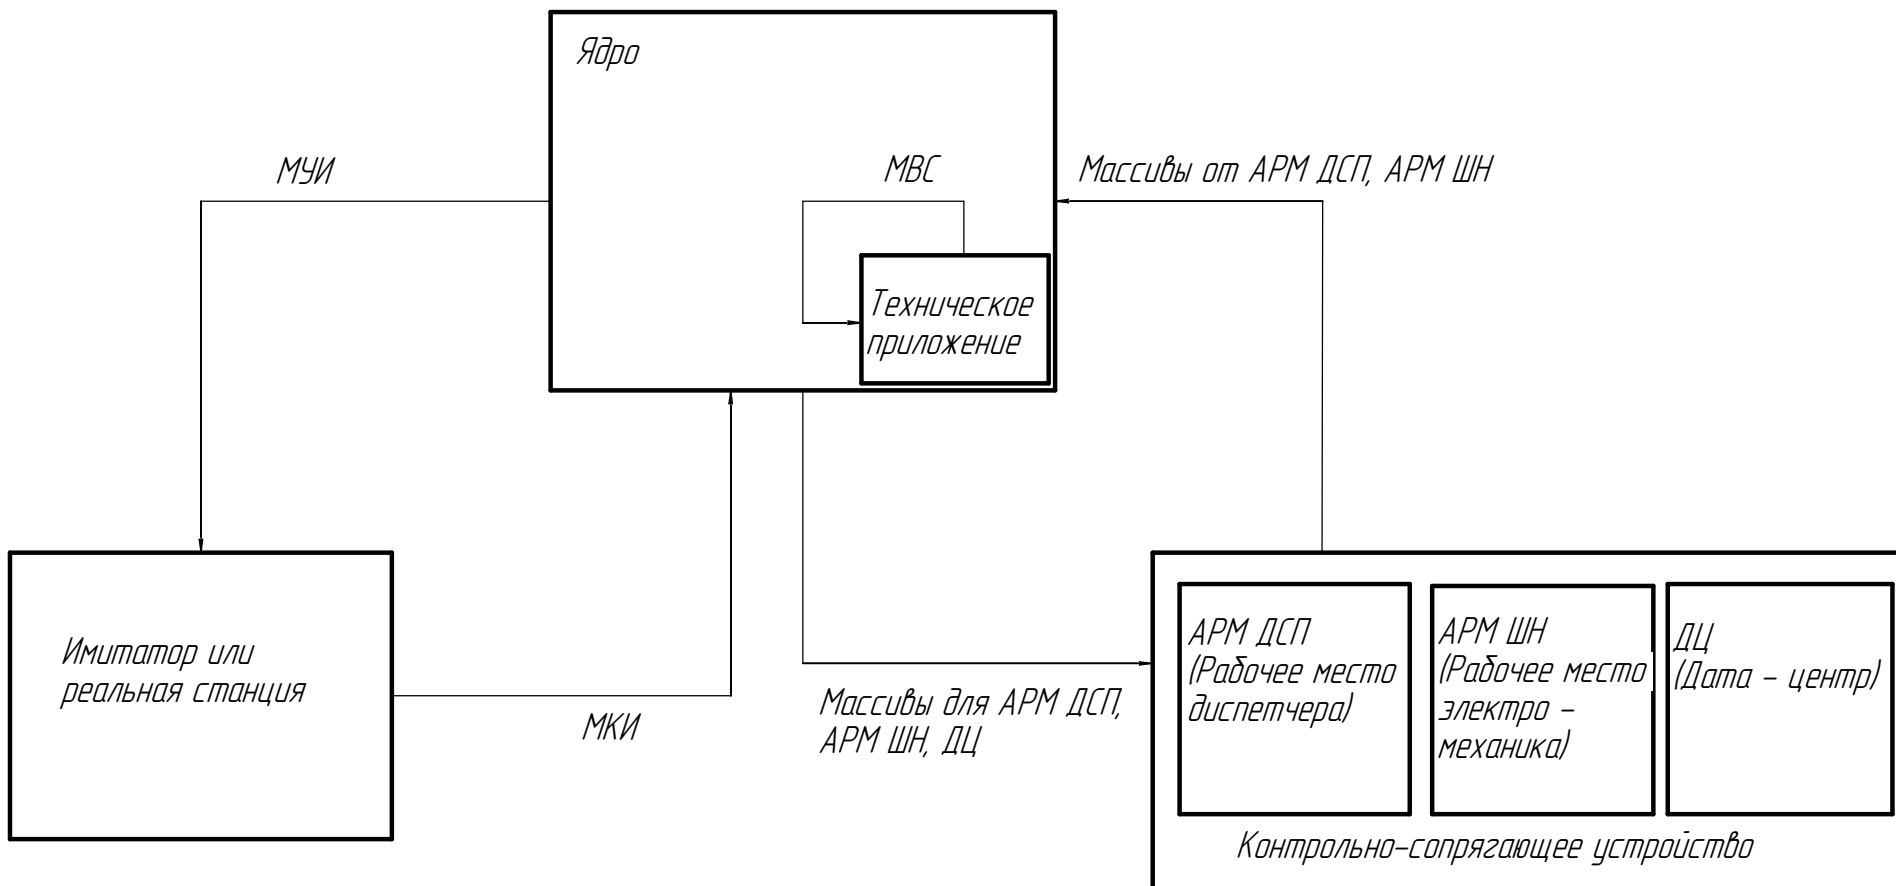 Ядро
МУИ
МВС
Массивы от АРМ ДСП, АРМ ШН
Техническое
приложение
Имитатор или
реальная станция
МКИ
Массивы для АРМ ДСП,
АРМ ШН, ДЦ
АРМ ДСП
(Рабочее место
диспетчера)
АРМ ШН
(Рабочее место
электро -
механика)
ДЦ
(Дата - центр)
Контрольно-сопрягающее устройство